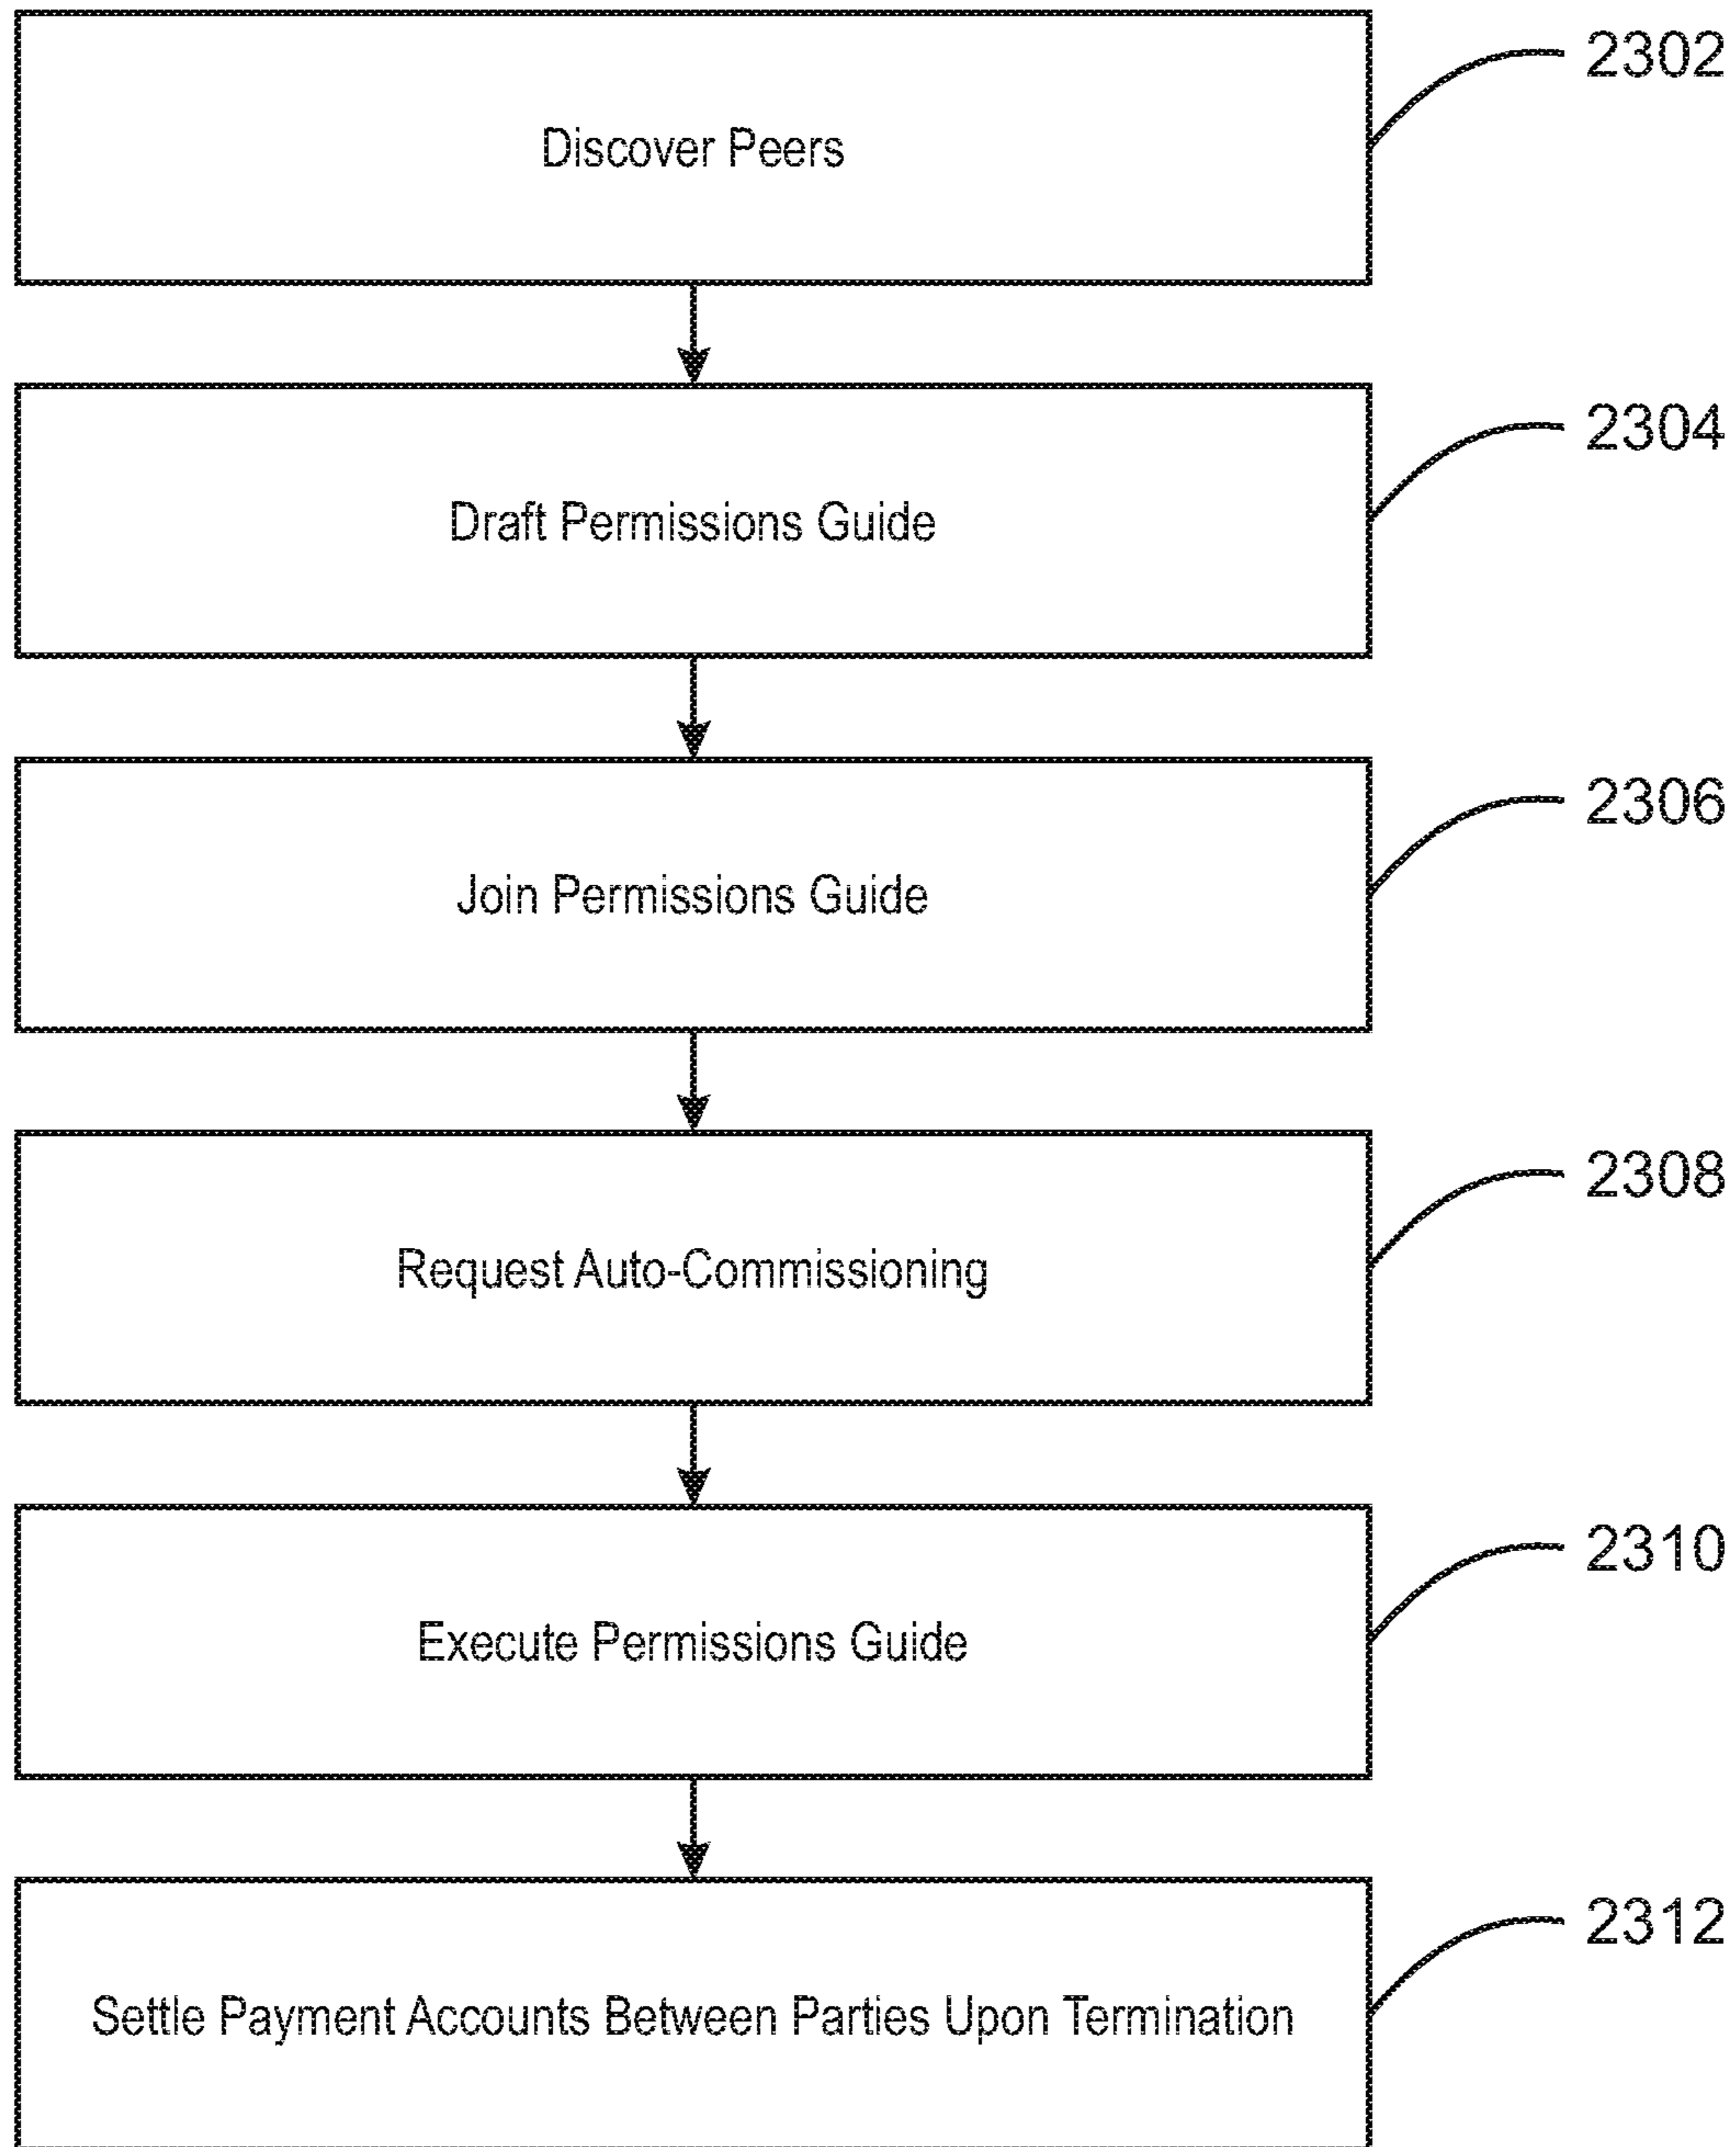 2302
Discover Peers
2304
Draft Permissions Guide
2306
Join Permissions Guide
2308
Request Auto-Commissioning
2310
Execute Permissions Guide
2312
Settle Payment Accounts Between Parties Upon Termination